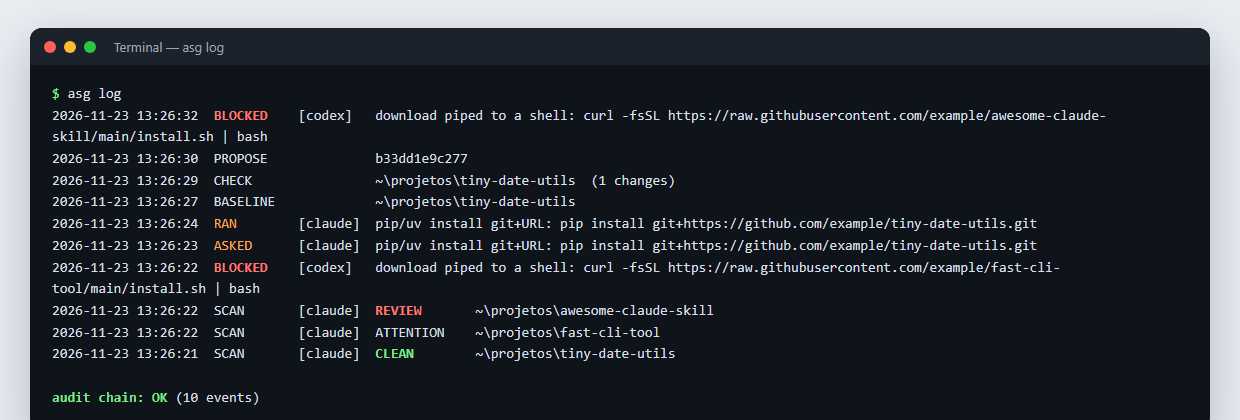 Terminal — asg log
$ asg log
2026-11-23 13:26:32  BLOCKED    [codex]   download piped to a shell: curl -fsSL https://raw.githubusercontent.com/example/awesome-claude-
skill/main/install.sh | bash
2026-11-23 13:26:30  PROPOSE              b33dd1e9c277
2026-11-23 13:26:29  CHECK                ~\projetos\tiny-date-utils  (1 changes)
2026-11-23 13:26:27  BASELINE             ~\projetos\tiny-date-utils
2026-11-23 13:26:24  RAN        [claude]  pip/uv install git+URL: pip install git+https://github.com/example/tiny-date-utils.git
2026-11-23 13:26:23  ASKED      [claude]  pip/uv install git+URL: pip install git+https://github.com/example/tiny-date-utils.git
2026-11-23 13:26:22  BLOCKED    [codex]   download piped to a shell: curl -fsSL https://raw.githubusercontent.com/example/fast-cli-
tool/main/install.sh | bash
2026-11-23 13:26:22  SCAN       [claude]  REVIEW       ~\projetos\awesome-claude-skill
2026-11-23 13:26:22  SCAN       [claude]  ATTENTION    ~\projetos\fast-cli-tool
2026-11-23 13:26:21  SCAN       [claude]  CLEAN        ~\projetos\tiny-date-utils
audit chain: OK (10 events)